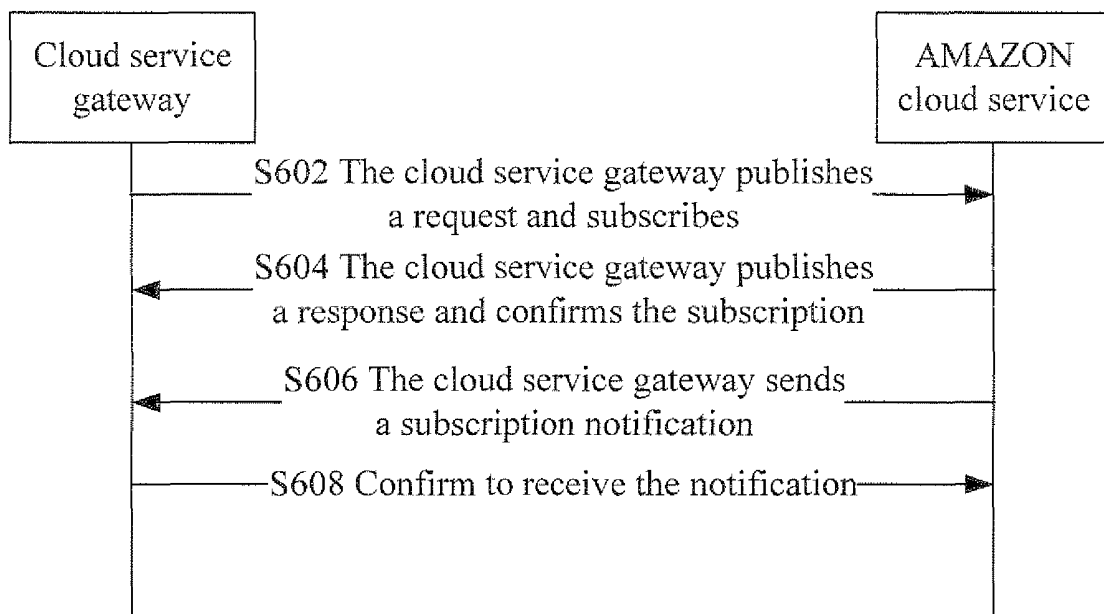 Cloud service
gateway
AMAZON
cloud service
S602 The cloud service gateway publishes
a request and subscribes
S604 The cloud service gateway publishes
a response and confirms the subscription
S606 The cloud service gateway sends
a subscription notification
S608 Confirm to receive the notification